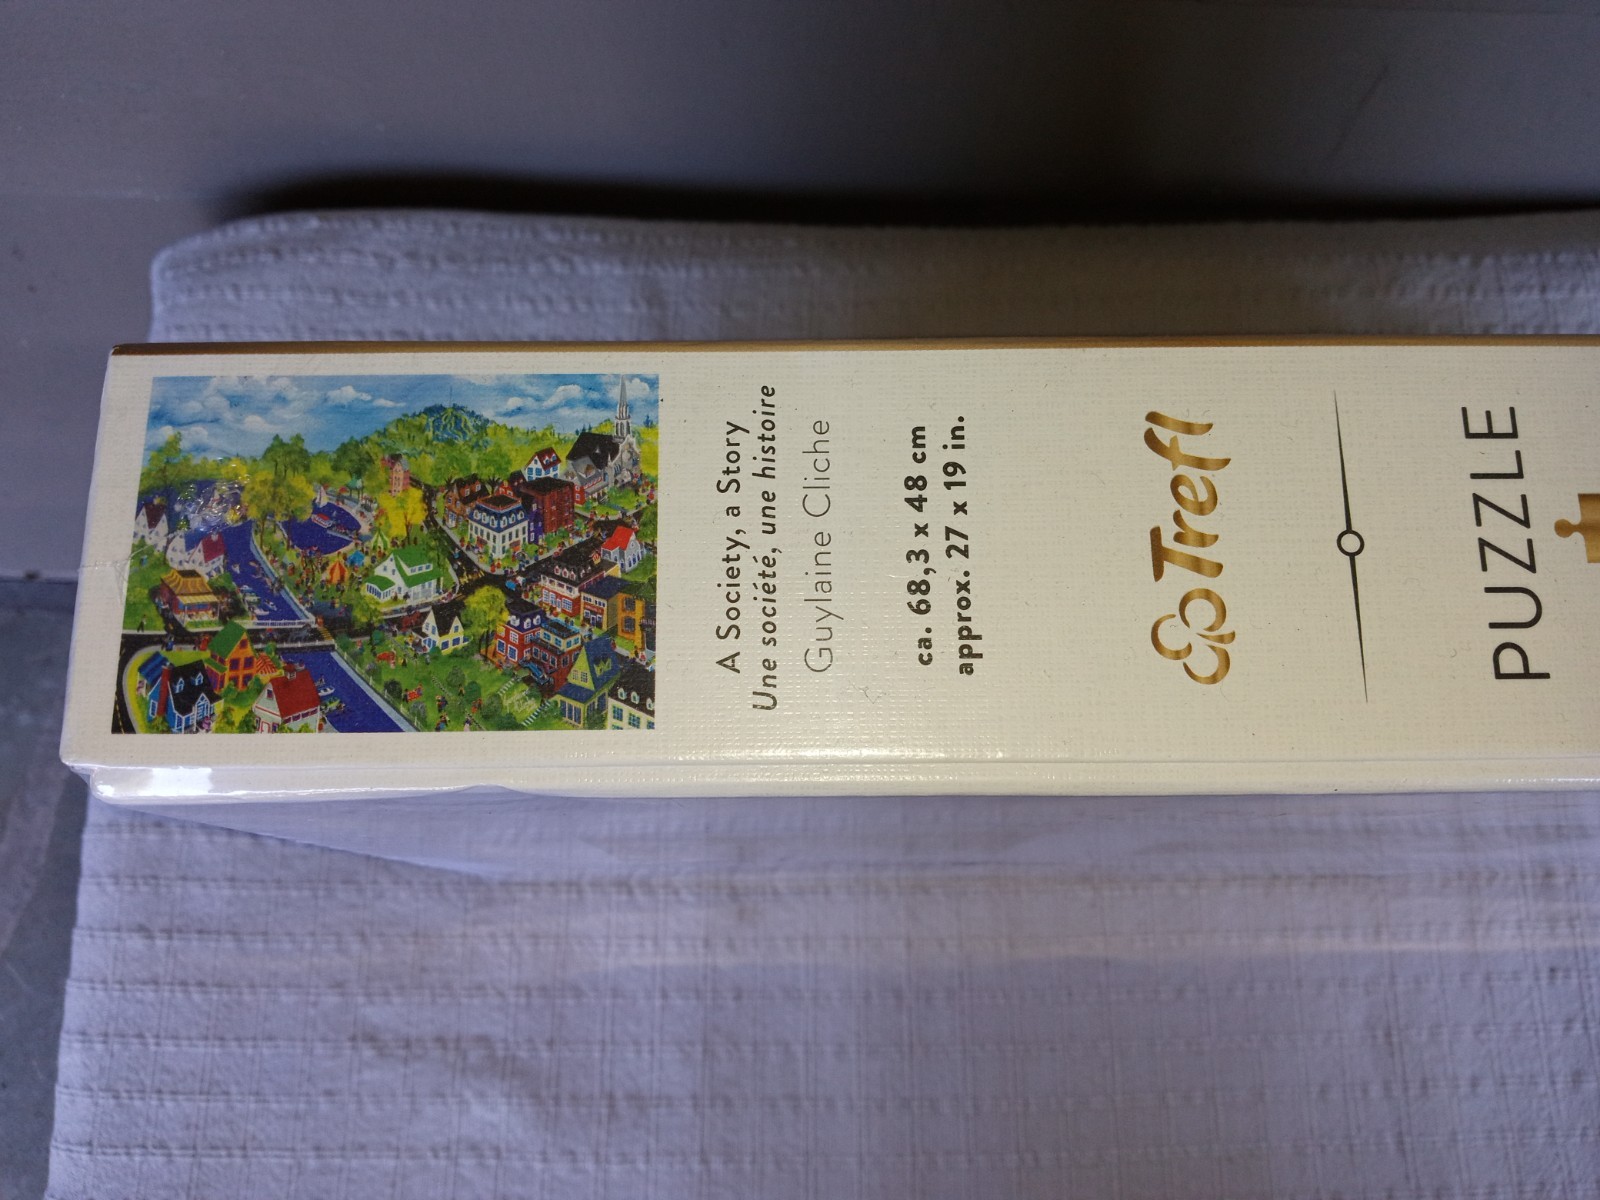 A Society, a Story
Une société, une histoire
Guylaine Cliche
ca. 68,3 x 48 cm
approx. 27 x 19 in.
Trefl
PUZZLE